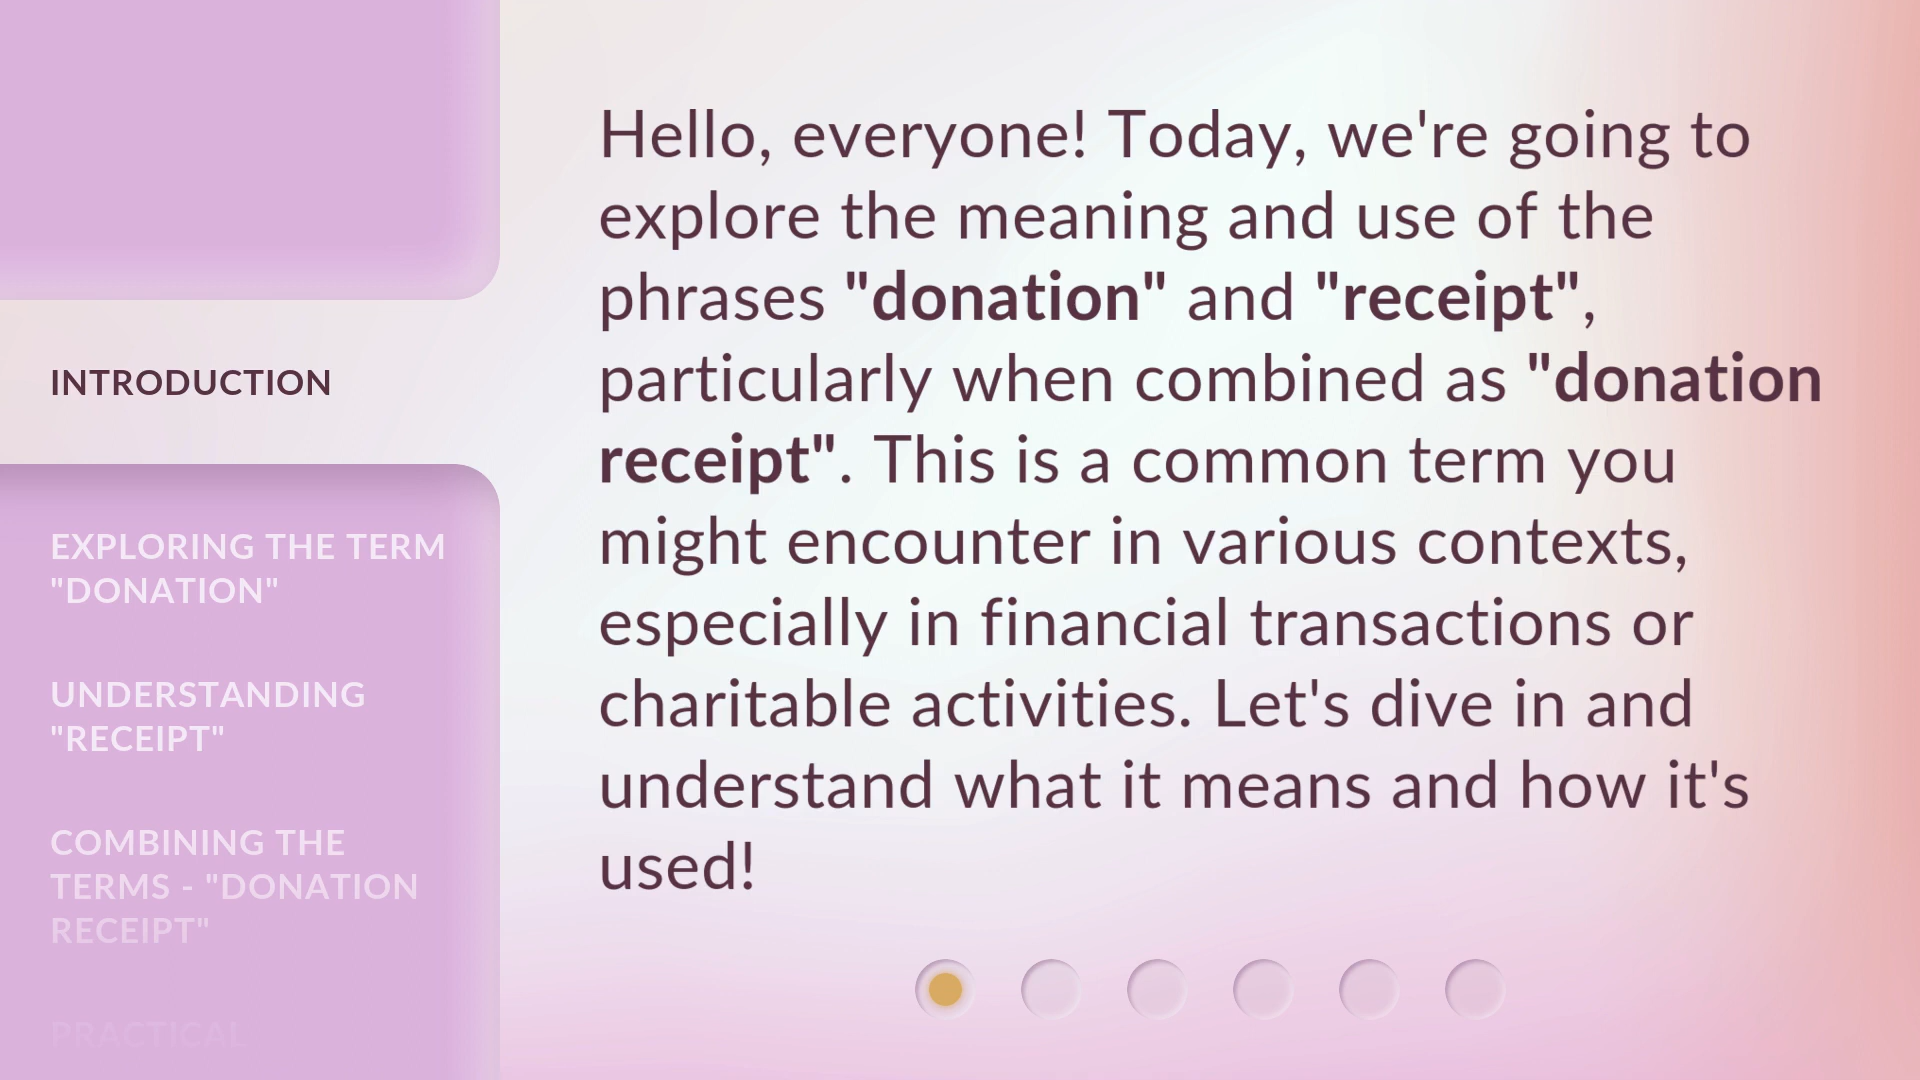 INTRODUCTION
EXPLORING THE TERM
"DONATION"
UNDERSTANDING
"RECEIPT"
COMBINING THE
TERMS - "DONATION
RECEIPT"
PRACTICAL
Hello, everyone! Today, we're going to
explore the meaning and use of the
phrases "donation" and "receipt",
particularly when combined as "donation
receipt". This is a common term you
might encounter in various contexts,
especially in financial transactions or
charitable activities. Let's dive in and
understand what it means and how it's
used!